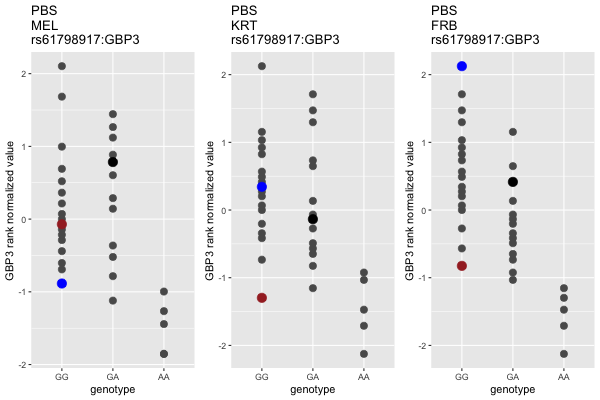 PBS
MEL
rs61798917:GBP3
GBP3 rank normalized value
2
1
0
-1
-2
GG
GA
AA
genotype
PBS
KRT
rs61798917:GBP3
GBP3 rank normalized value
2
1
0
-1
-2
GG
GA
AA
genotype
PBS
FRB
rs61798917:GBP3
GBP3 rank normalized value
2
1
0
-1
-2
GG
GA
AA
genotype